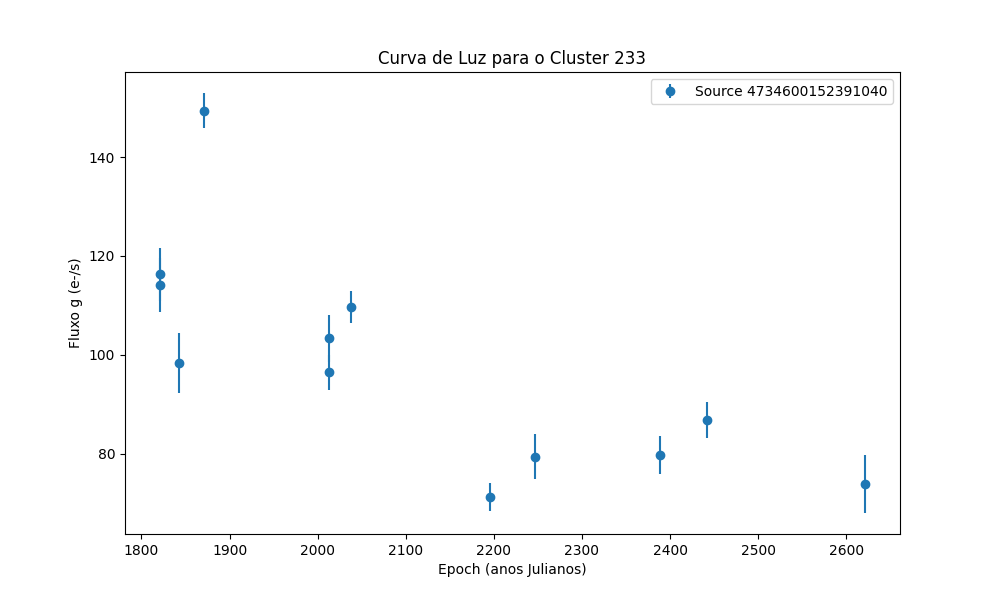 Curva de Luz para o Cluster 233
Source 4734600152391040
Fluxo g (e-/s)
140
120
100
80
1800 1900 2000 2100 2200 2300 2400 2500 2600
Epoch (anos Julianos)